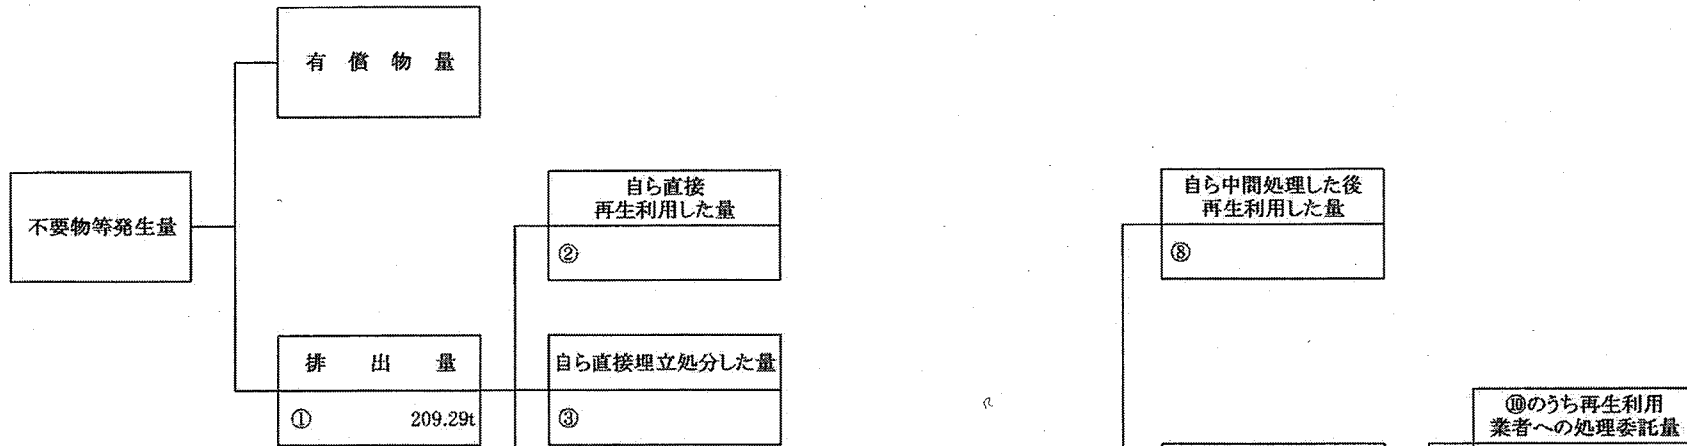 有償物量
不要物等発生量
自ら直接
再生利用した量
②
自ら中間処理した後
再生利用した量
⑧
排出量
① 209.29t
自ら直接埋立処分した量
③
⑩のうち再生利用
業者への処理委託量